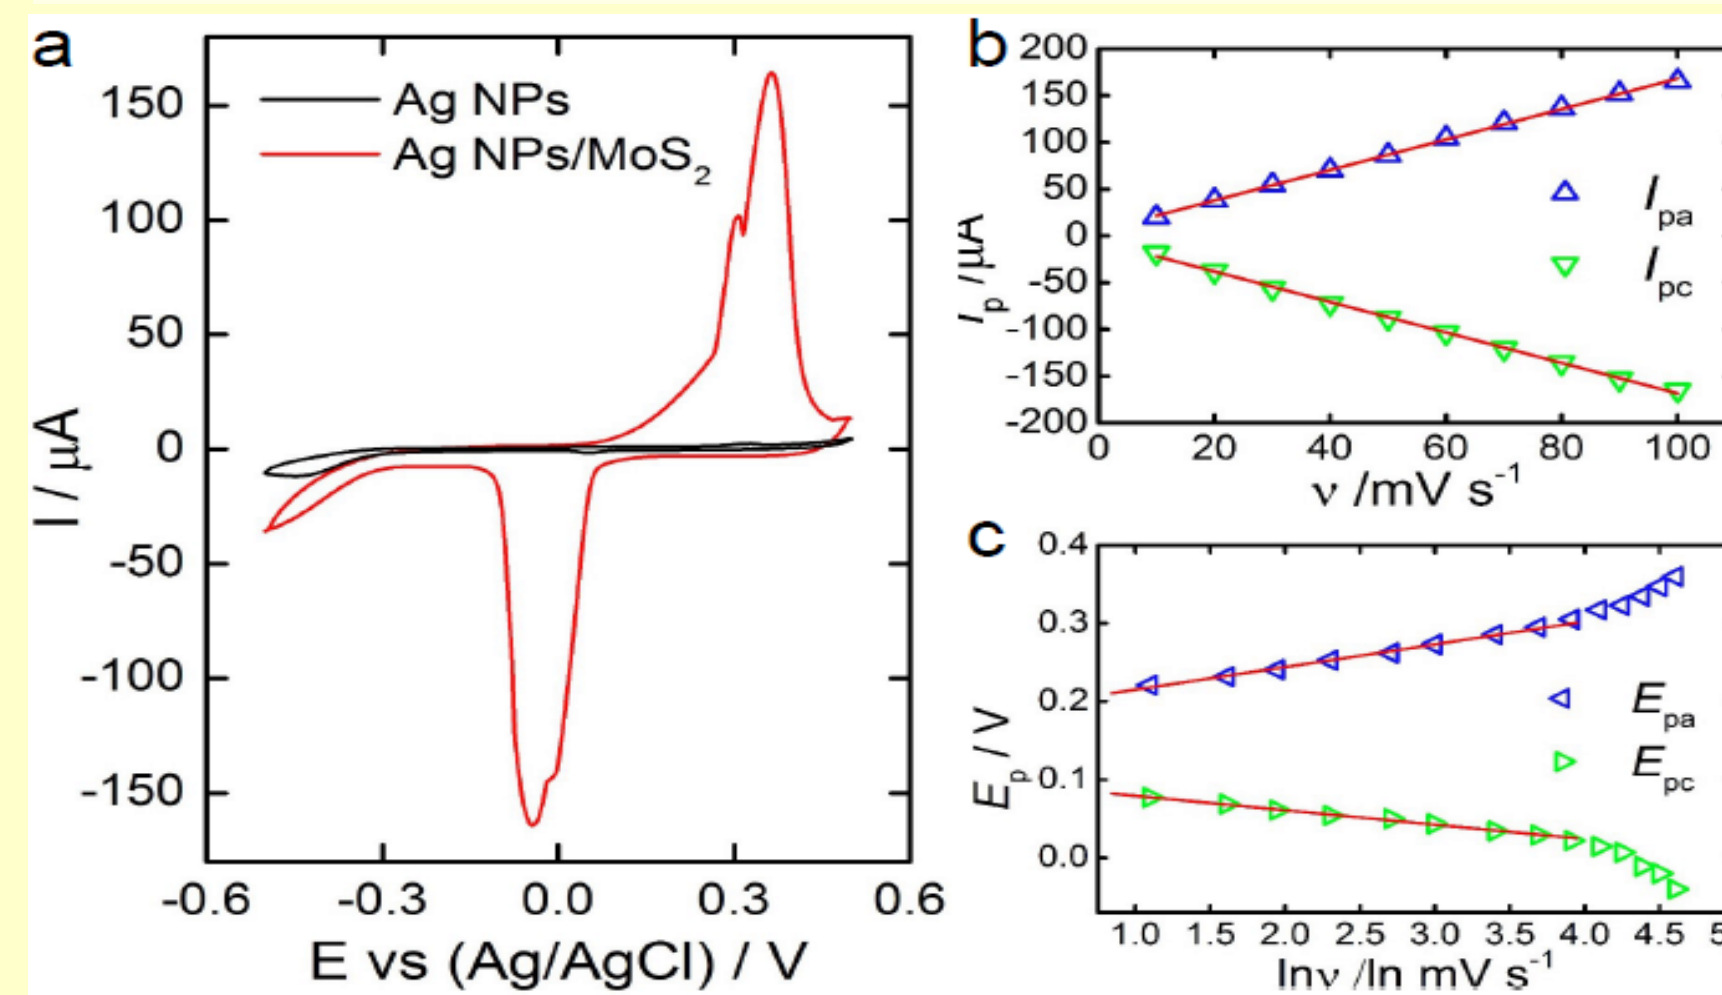 a
150
100
50
0
-50
-100
-150
-0.6 -0.3 0.0 0.3 0.6
I / μA
E vs (Ag/AgCl) / V
Ag NPs
Ag NPs/MoS₂
b
200
150
100
50
0
-50
-100
-150
-200
0 20 40 60 80 100
Iₚ /μA
ν /mV s⁻¹
I pa
I pc
c
0.4
0.3
0.2
0.1
0.0
1.0 1.5 2.0 2.5 3.0 3.5 4.0 4.5
Eₚ / V
lnν /ln mV s⁻¹
E pa
E pc